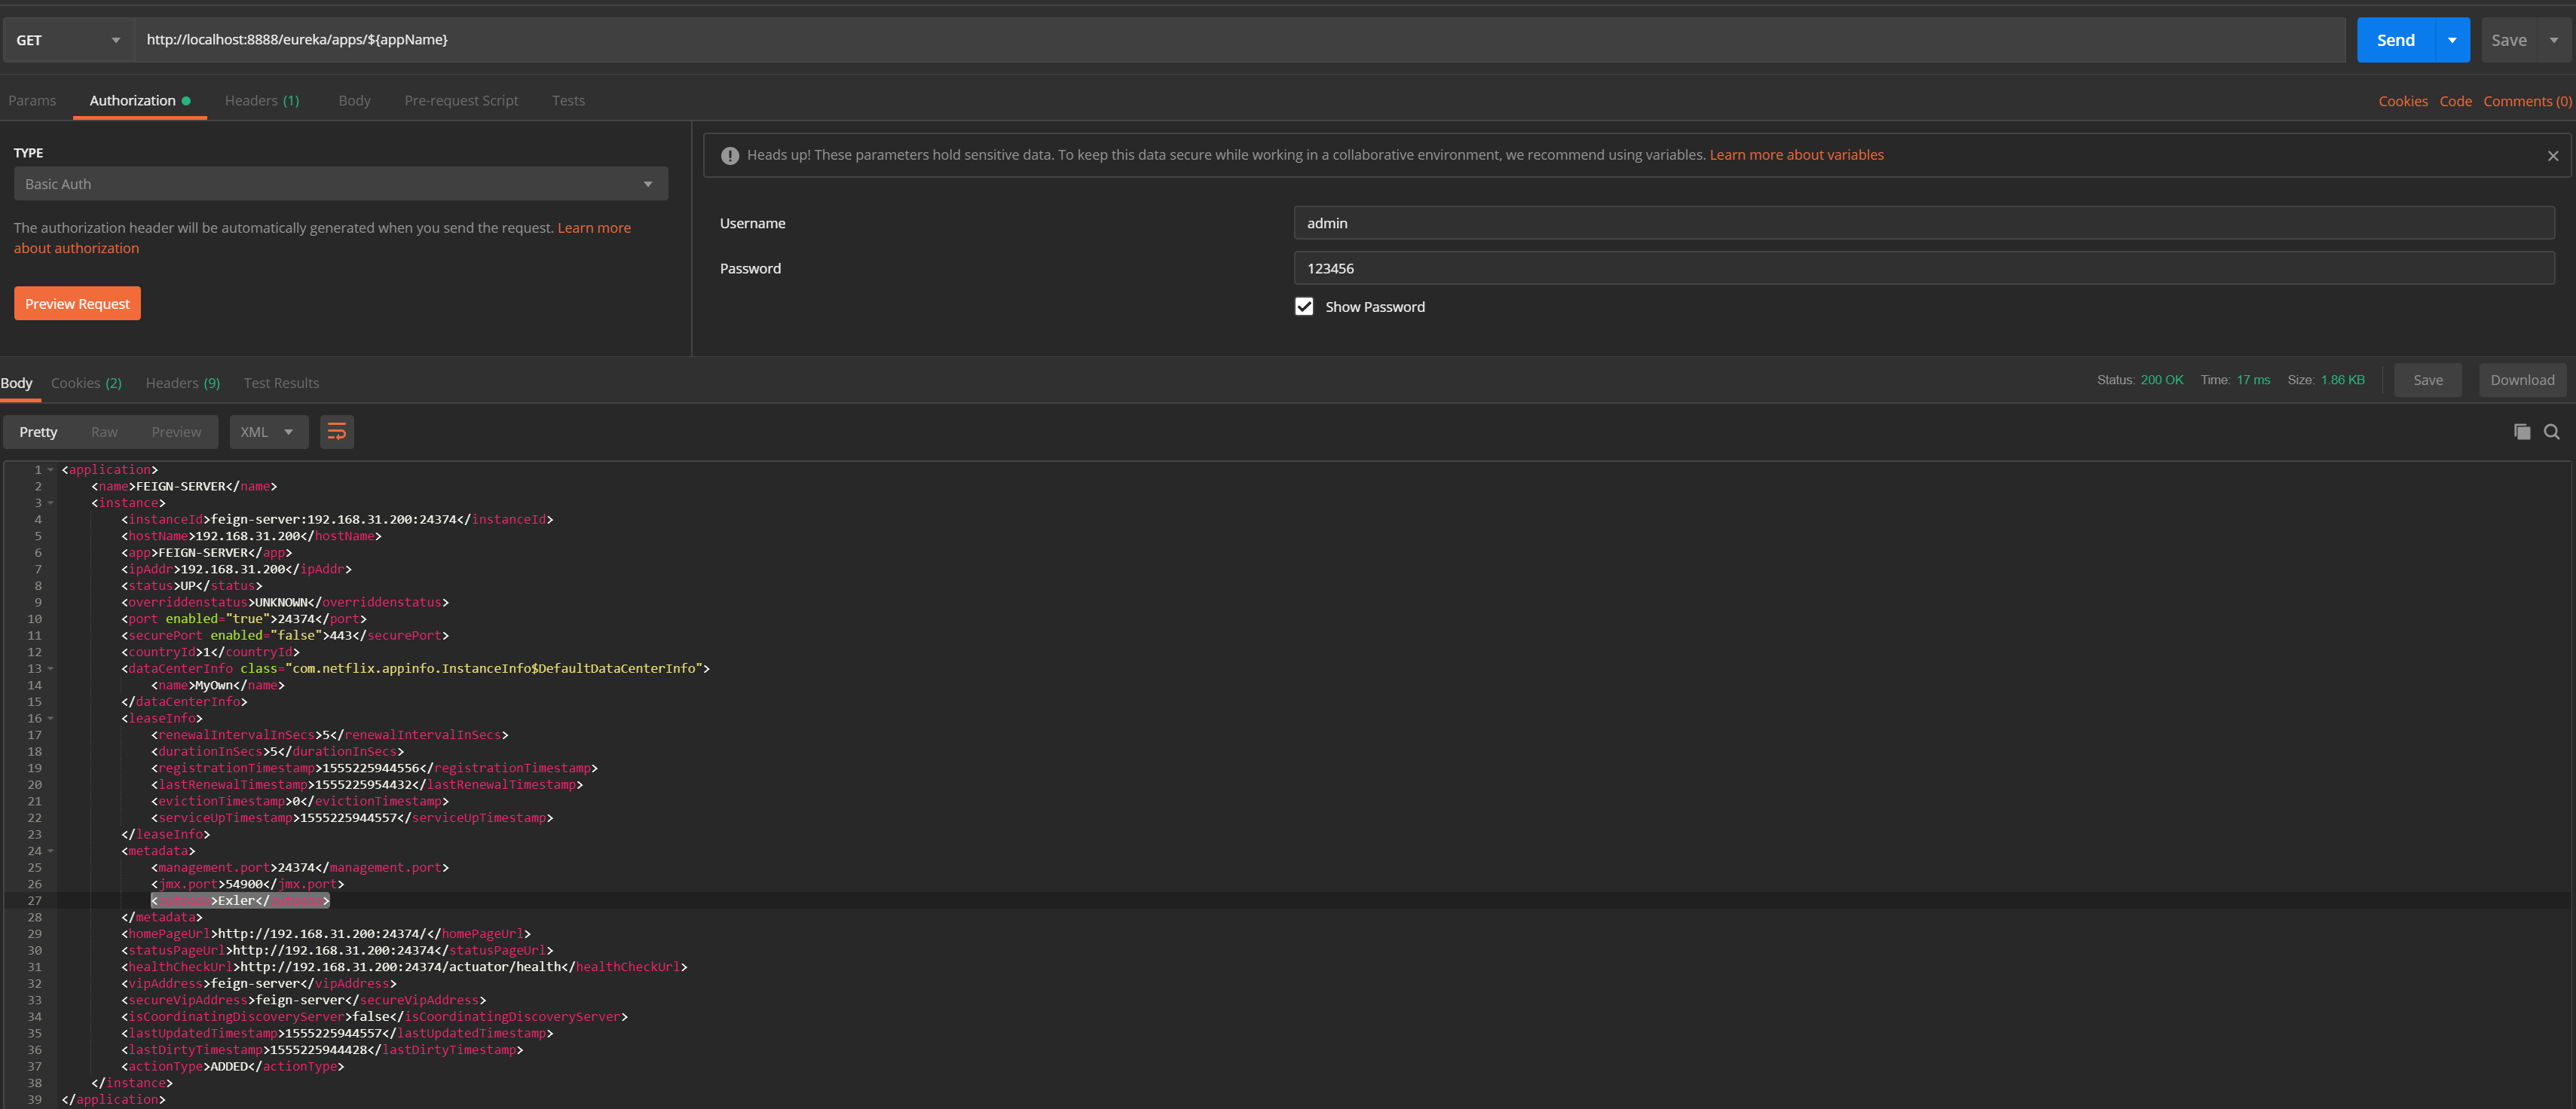 GET http://localhost:8888/eureka/apps/${appName} Send Save
Params Authorization Headers (1) Body Pre-request Script Tests Cookies Code Comments (0)
TYPE
Basic Auth
The authorization header will be automatically generated when you send the request. Learn more
about authorization
Preview Request
Heads up! These parameters hold sensitive data. To keep this data secure while working in a collaborative environment, we recommend using variables. Learn more about variables
Username admin
Password 123456
Show Password
Body Cookies (2) Headers (9) Test Results Status: 200 OK Time: 17 ms Size: 1.86 KB Save Download
Pretty Raw Preview XML
1 <application>
2 <name>FEIGN-SERVER</name>
3 <instance>
4 <instanceId>feign-server:192.168.31.200:24374</instanceId>
5 <hostName>192.168.31.200</hostName>
6 <app>FEIGN-SERVER</app>
7 <ipAddr>192.168.31.200</ipAddr>
8 <status>UP</status>
9 <overriddenstatus>UNKNOWN</overriddenstatus>
10 <port enabled="true">24374</port>
11 <securePort enabled="false">443</securePort>
12 <countryId>1</countryId>
13 <dataCenterInfo class="com.netflix.appinfo.InstanceInfo$DefaultDataCenterInfo">
14 <name>MyOwn</name>
15 </dataCenterInfo>
16 <leaseInfo>
17 <renewalIntervalInSecs>5</renewalIntervalInSecs>
18 <durationInSecs>5</durationInSecs>
19 <registrationTimestamp>1555225944556</registrationTimestamp>
20 <lastRenewalTimestamp>1555225954432</lastRenewalTimestamp>
21 <evictionTimestamp>0</evictionTimestamp>
22 <serviceUpTimestamp>1555225944557</serviceUpTimestamp>
23 </leaseInfo>
24 <metadata>
25 <management.port>24374</management.port>
26 <jmx.port>54900</jmx.port>
27 < >Exler</ >
28 </metadata>
29 <homePageUrl>http://192.168.31.200:24374/</homePageUrl>
30 <statusPageUrl>http://192.168.31.200:24374</statusPageUrl>
31 <healthCheckUrl>http://192.168.31.200:24374/actuator/health</healthCheckUrl>
32 <vipAddress>feign-server</vipAddress>
33 <secureVipAddress>feign-server</secureVipAddress>
34 <isCoordinatingDiscoveryServer>false</isCoordinatingDiscoveryServer>
35 <lastUpdatedTimestamp>1555225944557</lastUpdatedTimestamp>
36 <lastDirtyTimestamp>1555225944428</lastDirtyTimestamp>
37 <actionType>ADDED</actionType>
38 </instance>
39 </application>